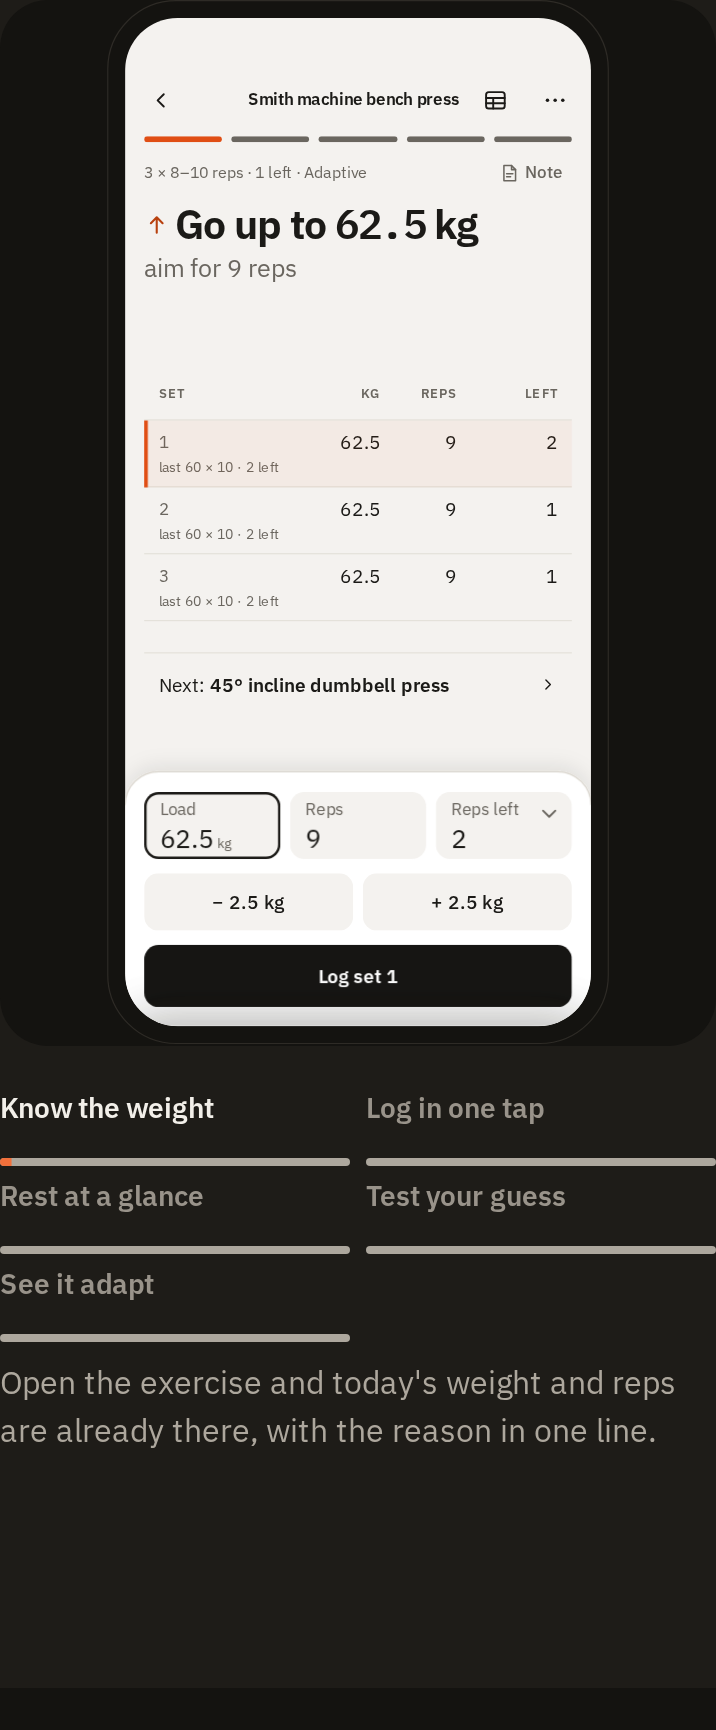 Smith machine bench press
3 × 8–10 reps · 1 left · Adaptive
Note
↑ Go up to 62.5 kg
aim for 9 reps
SET KG REPS LEFT
1 62.5 9 2
last 60 × 10 · 2 left
2 62.5 9 1
last 60 × 10 · 2 left
3 62.5 9 1
last 60 × 10 · 2 left
Next: 45° incline dumbbell press
Load Reps Reps left
62.5 kg 9 2
− 2.5 kg + 2.5 kg
Log set 1
Know the weight Log in one tap
Rest at a glance Test your guess
See it adapt
Open the exercise and today's weight and reps
are already there, with the reason in one line.